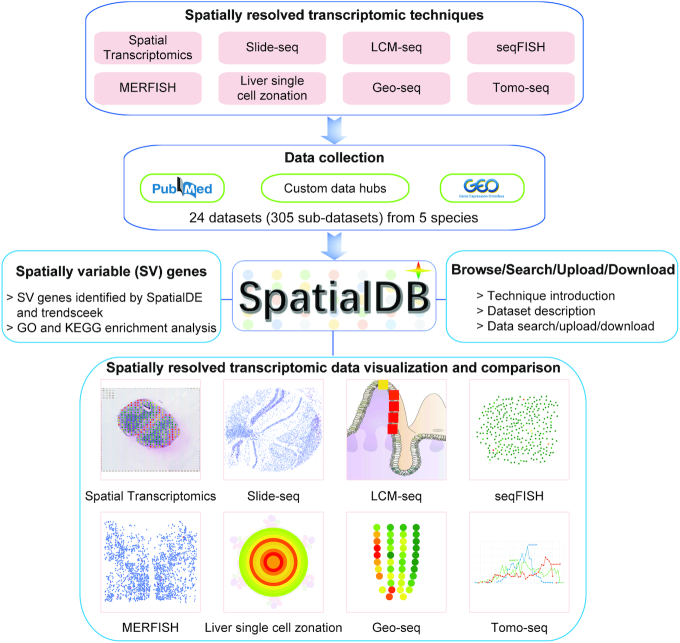 Spatially resolved transcriptomic techniques
Spatial
Transcriptomics
Slide-seq
LCM-seq
seqFISH
MERFISH
Liver single
cell zonation
Geo-seq
Tomo-seq
Data collection
PubMed
Custom data hubs
GEO
Gene Expression Omnibus
24 datasets (305 sub-datasets) from 5 species
Spatially variable (SV) genes
> SV genes identified by SpatialDE
and trendsceek
> GO and KEGG enrichment analysis
SpatialDB
Browse/Search/Upload/Download
> Technique introduction
> Dataset description
> Data search/upload/download
Spatially resolved transcriptomic data visualization and comparison
Spatial Transcriptomics
Slide-seq
LCM-seq
seqFISH
MERFISH
Liver single cell zonation
Geo-seq
Tomo-seq